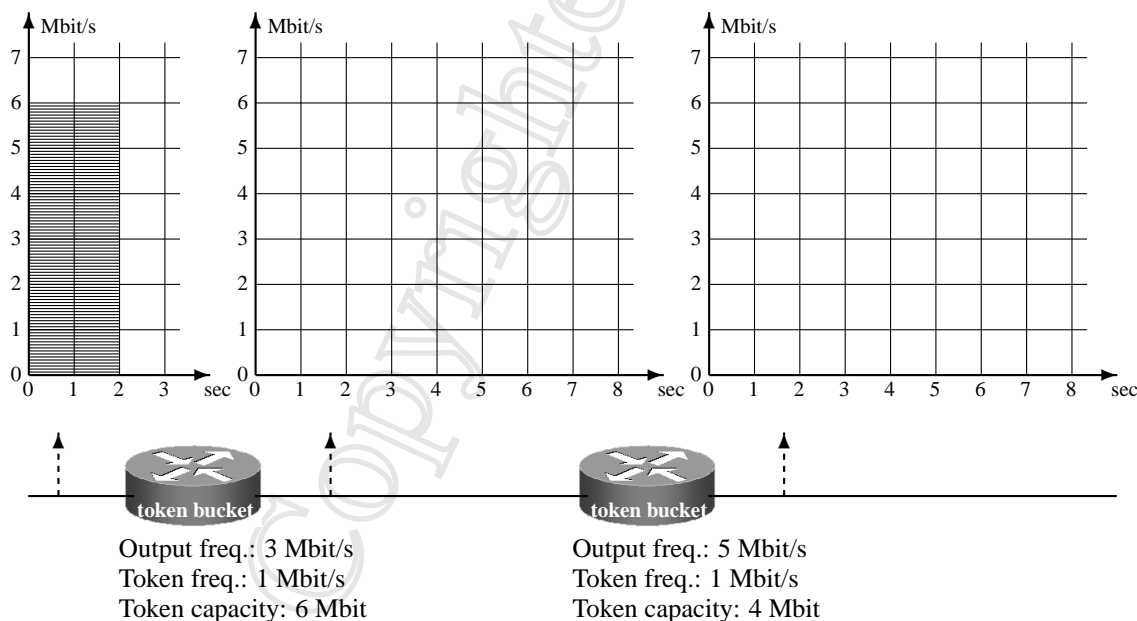 Mbit/s
7
6
5
4
3
2
1
0
0 1 2 3 sec
Mbit/s
7
6
5
4
3
2
1
0
0 1 2 3 4 5 6 7 8 sec
Mbit/s
7
6
5
4
3
2
1
0
0 1 2 3 4 5 6 7 8 sec
token bucket
Output freq.: 3 Mbit/s
Token freq.: 1 Mbit/s
Token capacity: 6 Mbit
token bucket
Output freq.: 5 Mbit/s
Token freq.: 1 Mbit/s
Token capacity: 4 Mbit
Copyrighte